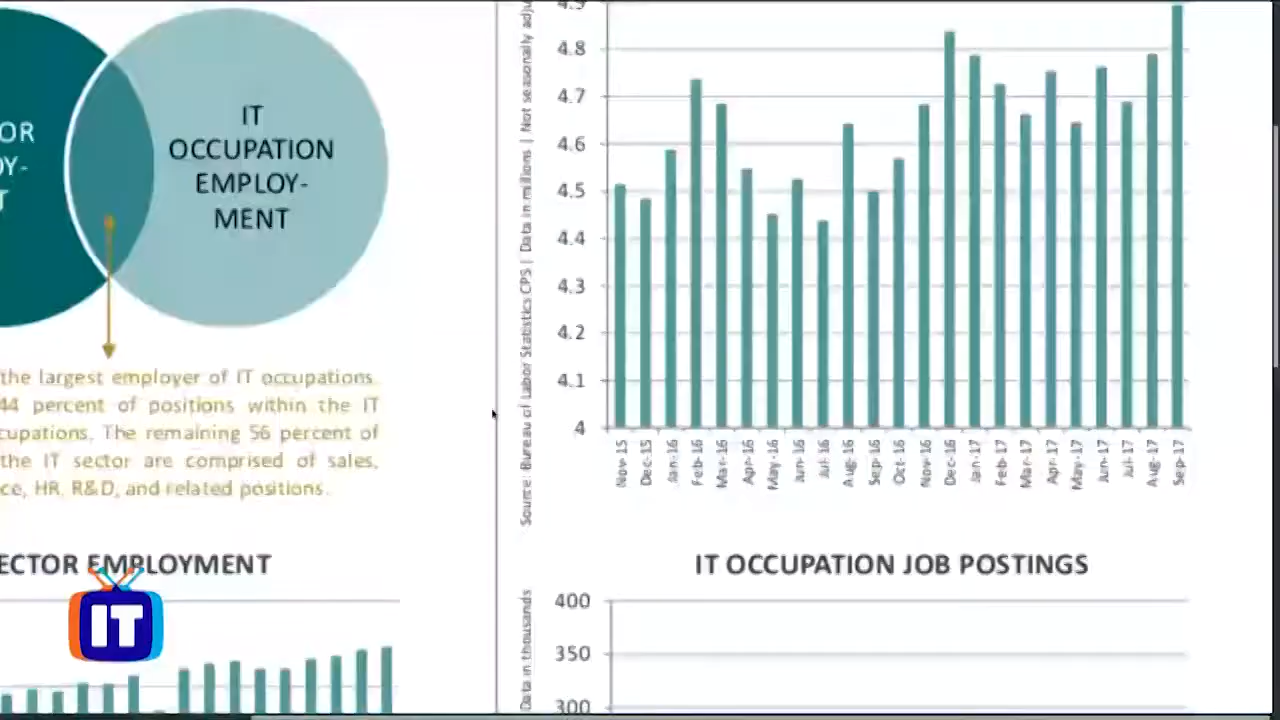 OR
OY-
T
IT
OCCUPATION
EMPLOY-
MENT
the largest employer of IT occupations.
44 percent of positions within the IT
cupations. The remaining 56 percent of
the IT sector are comprised of sales,
ce, HR, R&D, and related positions.
ECTOR EMPLOYMENT
IT
Source: Bureau of Labor Statistics CPS | Data in millions | Not seasonally adju
4.9
4.8
4.7
4.6
4.5
4.4
4.3
4.2
4.1
4
Nov-15
Dec-15
Jan-16
Feb-16
Mar-16
Apr-16
May-16
Jun-16
Jul-16
Aug-16
Sep-16
Oct-16
Nov-16
Dec-16
Jan-17
Feb-17
Mar-17
Apr-17
May-17
Jun-17
Jul-17
Aug-17
Sep-17
IT OCCUPATION JOB POSTINGS
Data in thousands
400
350
300